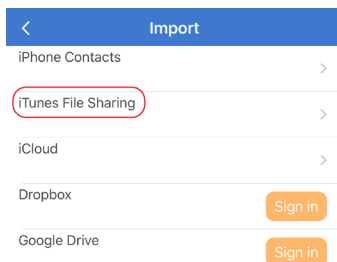 Import
iPhone Contacts
iTunes File Sharing
iCloud
Dropbox
Sign in
Google Drive
Sign in